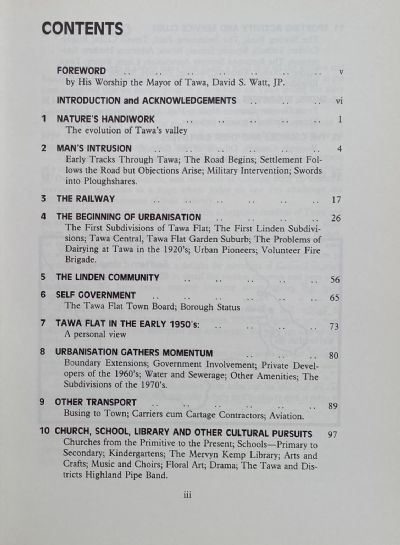 CONTENTS
FOREWORD .. .. .. .. .. .. .. v
by His Worship the Mayor of Tawa, David S. Watt, JP.
INTRODUCTION and ACKNOWLEDGEMENTS .. .. .. vi
1 NATURE'S HANDIWORK .. .. .. .. .. 1
The evolution of Tawa's valley
2 MAN'S INTRUSION .. .. .. .. .. .. 4
Early Tracks Through Tawa; The Road Begins; Settlement Fol-
lows the Road but Objections Arise; Military Intervention; Swords
into Ploughshares.
3 THE RAILWAY .. .. .. .. .. .. 17
4 THE BEGINNING OF URBANISATION .. .. .. .. 26
The First Subdivisions of Tawa Flat; The First Linden Subdivi-
sions; Tawa Central, Tawa Flat Garden Suburb; The Problems of
Dairying at Tawa in the 1920's; Urban Pioneers; Volunteer Fire
Brigade.
5 THE LINDEN COMMUNITY .. .. .. .. .. 56
6 SELF GOVERNMENT .. .. .. .. .. .. 65
The Tawa Flat Town Board; Borough Status
7 TAWA FLAT IN THE EARLY 1950's: .. .. .. .. 73
A personal view
8 URBANISATION GATHERS MOMENTUM .. .. .. 80
Boundary Extensions; Government Involvement; Private Devel-
opers of the 1960's; Water and Sewerage; Other Amenities; The
Subdivisions of the 1970's.
9 OTHER TRANSPORT .. .. .. .. .. .. 89
Busing to Town; Carriers cum Cartage Contractors; Aviation.
10 CHURCH, SCHOOL, LIBRARY AND OTHER CULTURAL PURSUITS 97
Churches from the Primitive to the Present; Schools—Primary to
Secondary; Kindergartens; The Mervyn Kemp Library; Arts and
Crafts; Music and Choirs; Floral Art; Drama; The Tawa and Dis-
tricts Highland Pipe Band.
iii